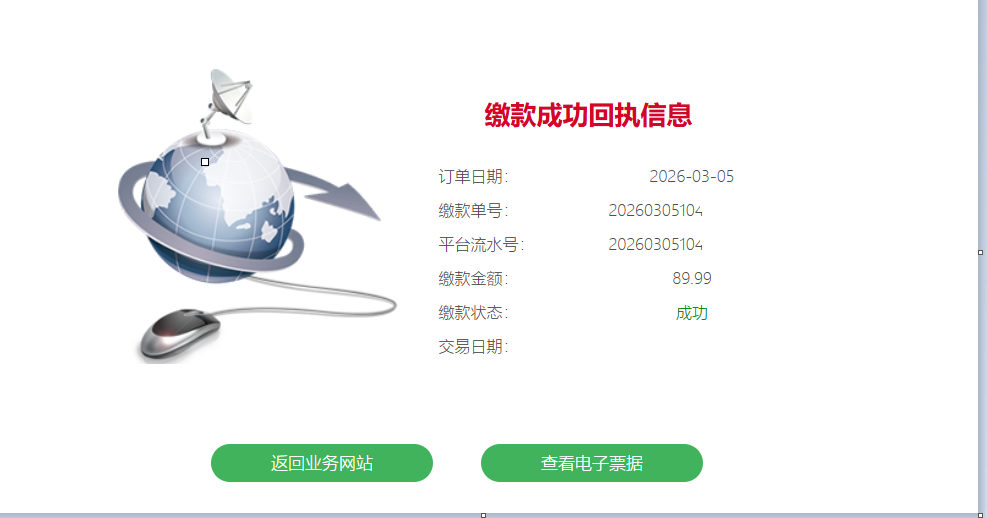 缴款成功回执信息
订单日期: 2026-03-05
缴款单号: 20260305104
平台流水号: 20260305104
缴款金额: 89.99
缴款状态: 成功
交易日期:
返回业务网站 查看电子票据